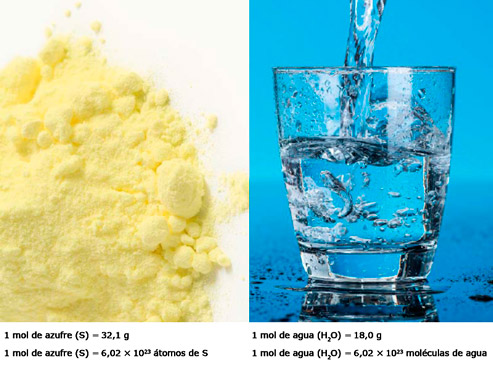 1 mol de azufre (S) = 32,1 g
1 mol de azufre (S) = 6,02 × 10²³ átomos de S
1 mol de agua (H₂O) = 18,0 g
1 mol de agua (H₂O) = 6,02 × 10²³ moléculas de agua